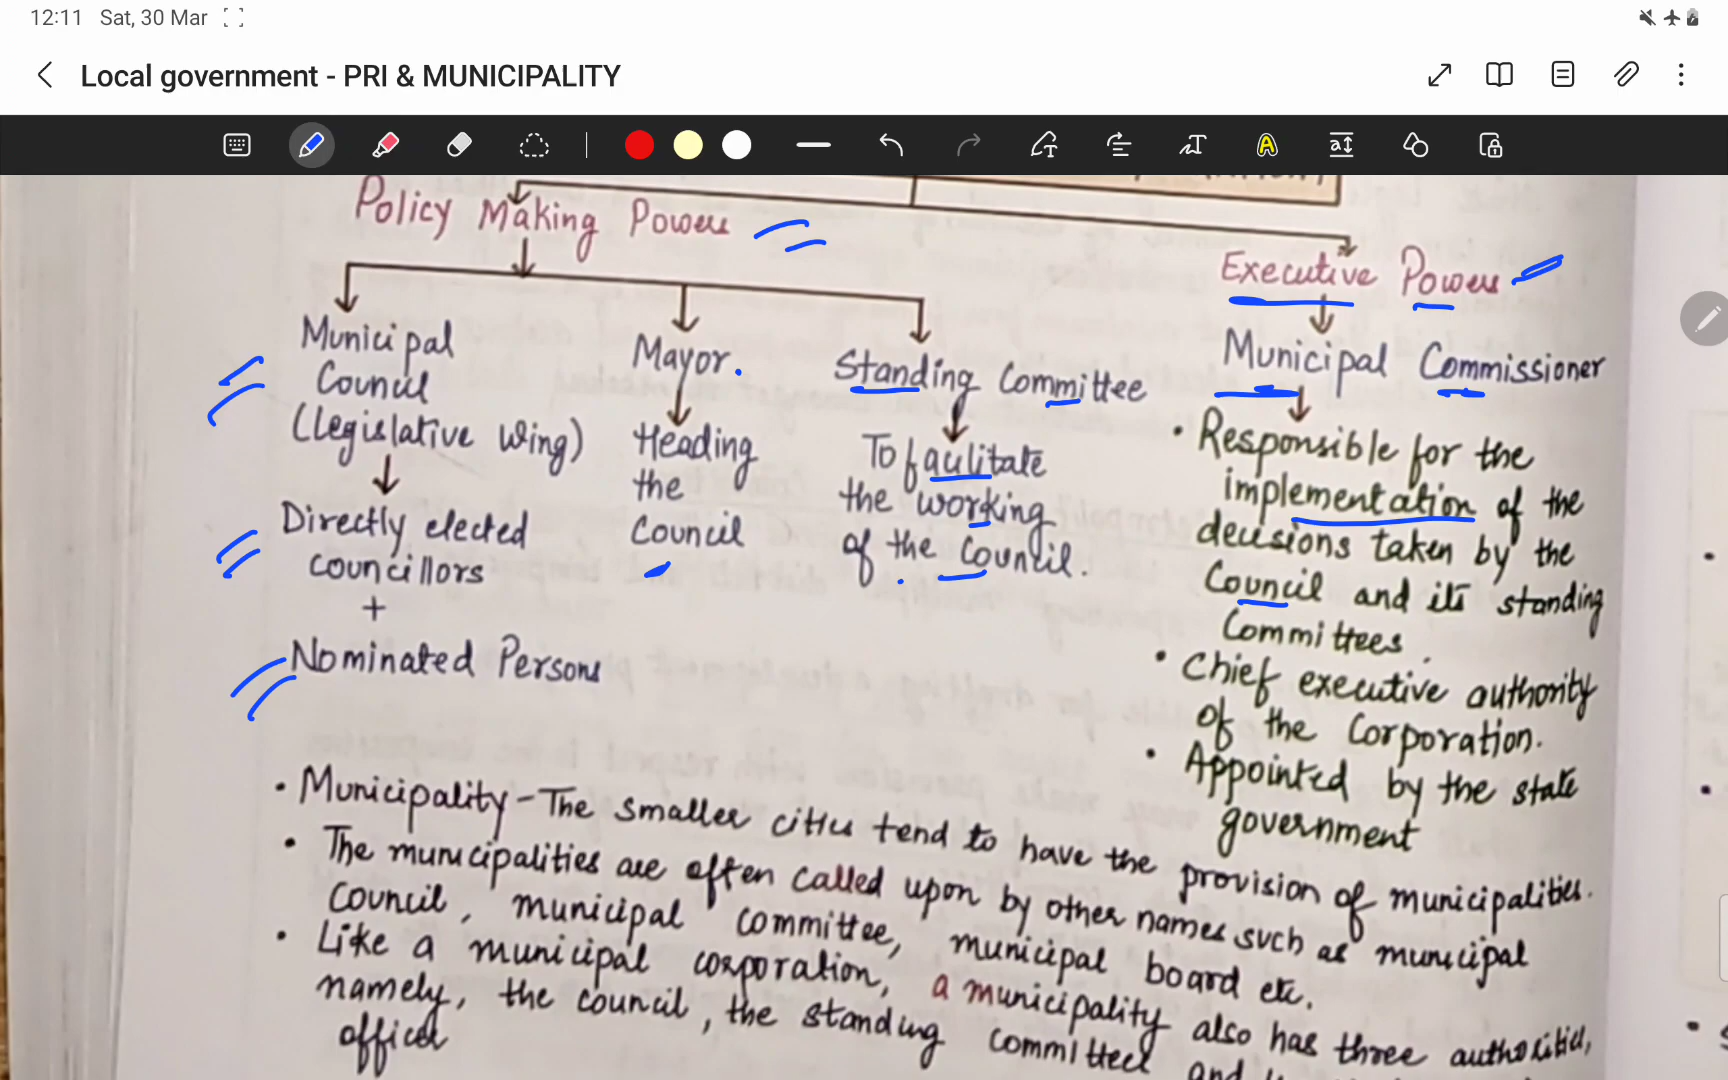 12:11 Sat, 30 Mar
Local government - PRI & MUNICIPALITY
Policy Making Powers
Executive Powers
Municipal Council (Legislative Wing)
Directly elected councillors
+
Nominated Persons
Mayor.
Heading the Council
Standing Committee
To facilitate the working of the Council.
Municipal Commissioner
• Responsible for the
implementation of the
decisions taken by the
Council and its standing
Committees.
• Chief executive authority
of the Corporation.
• Appointed by the state
government
• Municipality - The smaller cities tend to have the provision of municipalities.
• The municipalities are often called upon by other names such as municipal
Council, municipal committee, municipal board etc.
• Like a municipal corporation, a municipality also has three authorities,
namely, the council, the standing committee and
officer